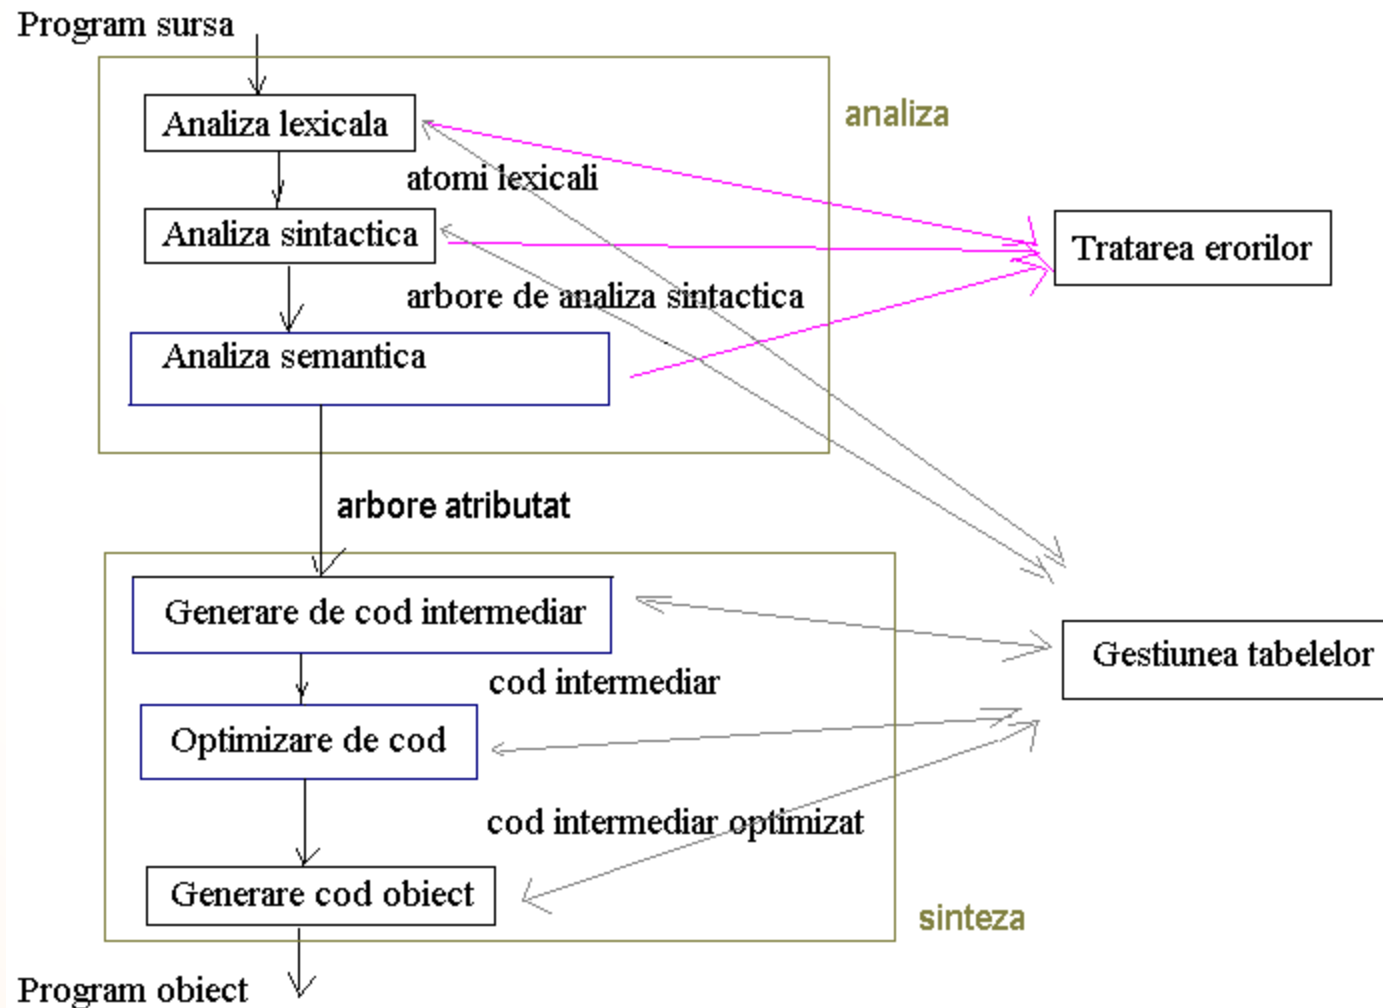 Program sursa
Analiza lexicala
analiza
atomi lexicali
Analiza sintactica
Tratarea erorilor
arbore de analiza sintactica
Analiza semantica
arbore atributat
Generare de cod intermediar
Gestiunea tabelelor
cod intermediar
Optimizare de cod
cod intermediar optimizat
Generare cod obiect
sinteza
Program obiect